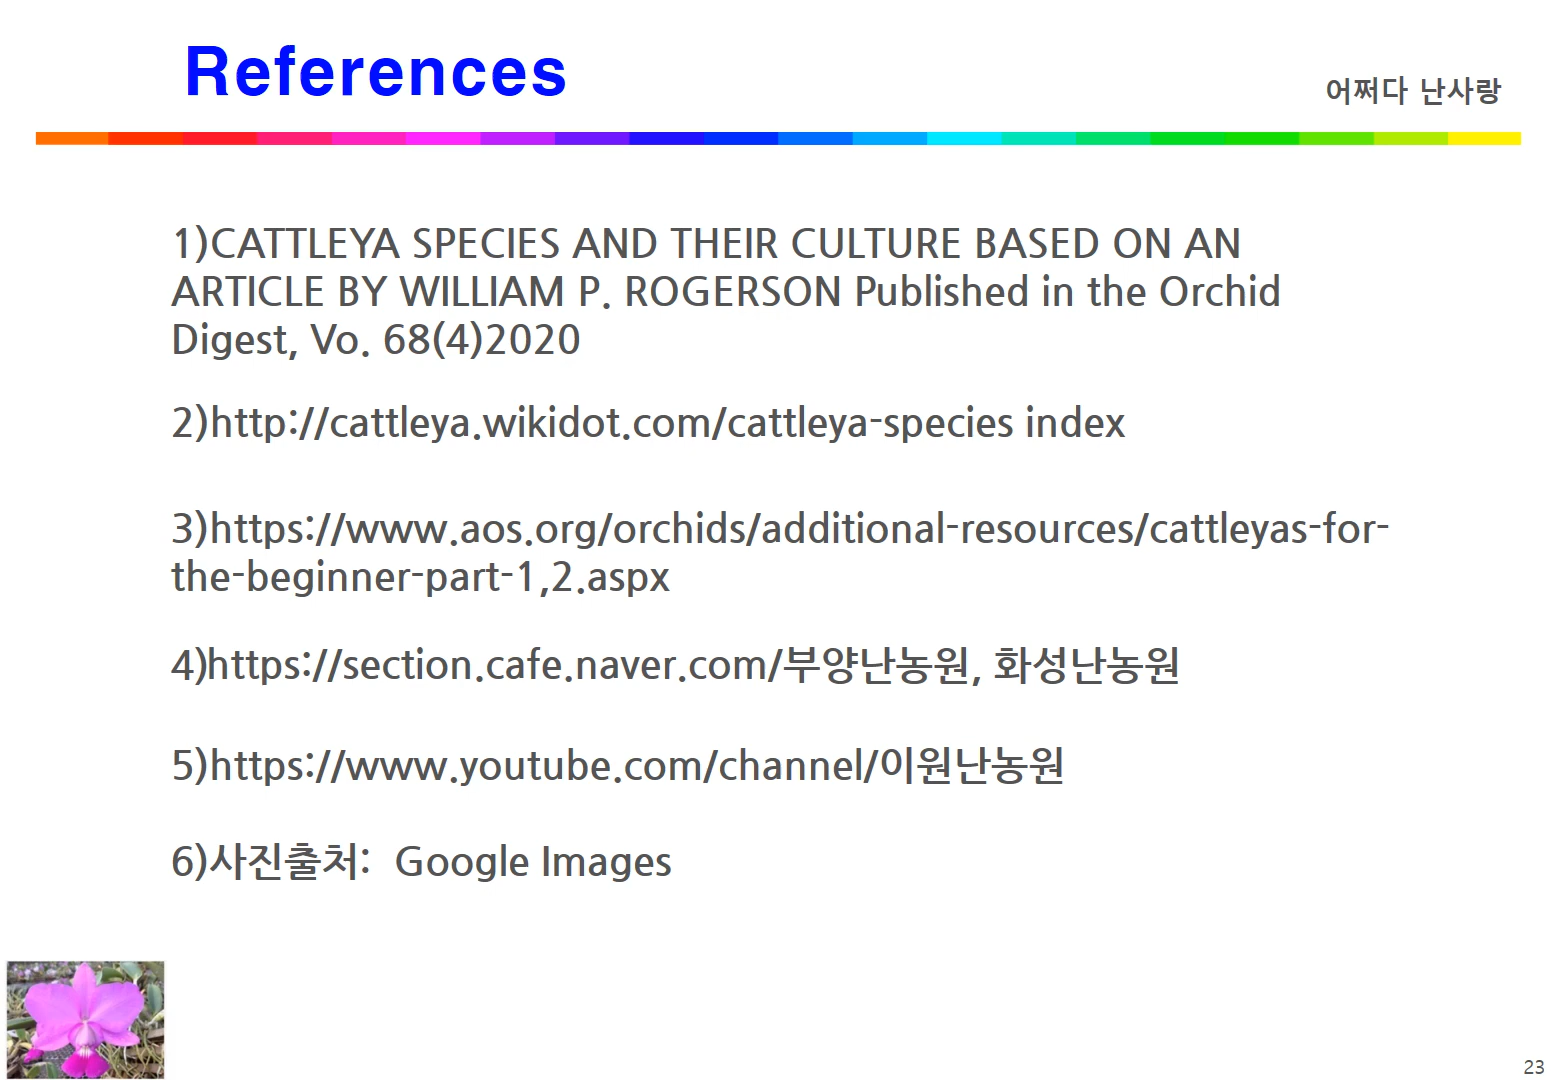 References
어쩌다 난사랑
1)CATTLEYA SPECIES AND THEIR CULTURE BASED ON AN
ARTICLE BY WILLIAM P. ROGERSON Published in the Orchid
Digest, Vo. 68(4)2020
2)http://cattleya.wikidot.com/cattleya-species index
3)https://www.aos.org/orchids/additional-resources/cattleyas-for-
the-beginner-part-1,2.aspx
4)https://section.cafe.naver.com/부양난농원, 화성난농원
5)https://www.youtube.com/channel/이원난농원
6)사진출처:  Google Images
23